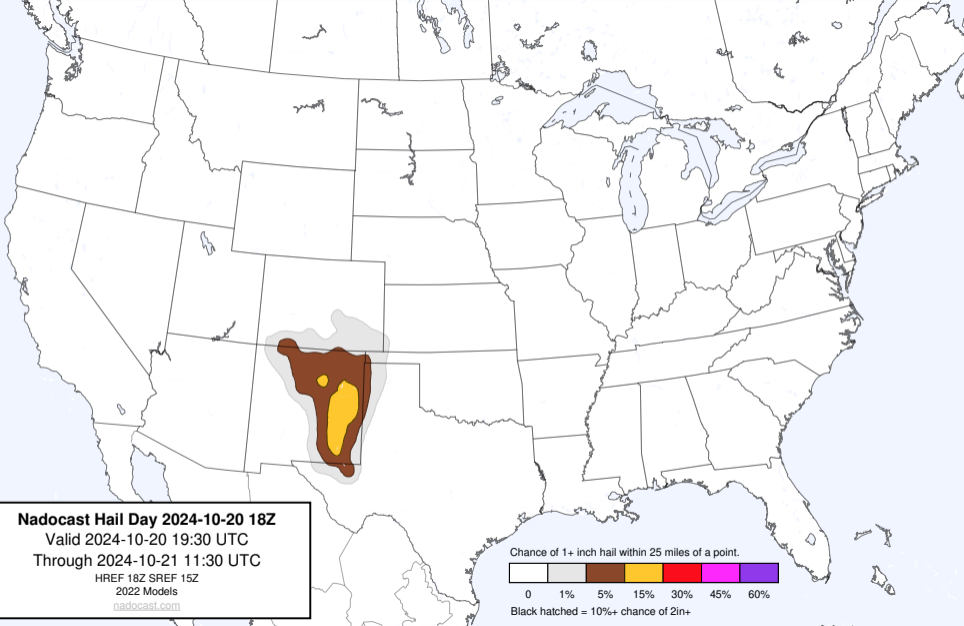 Nadocast Hail Day 2024-10-20 18Z
Valid 2024-10-20 19:30 UTC
Through 2024-10-21 11:30 UTC
HREF 18Z SREF 15Z
2022 Models
nadocast.com
Chance of 1+ inch hail within 25 miles of a point.
0 1% 5% 15% 30% 45% 60%
Black hatched = 10%+ chance of 2in+